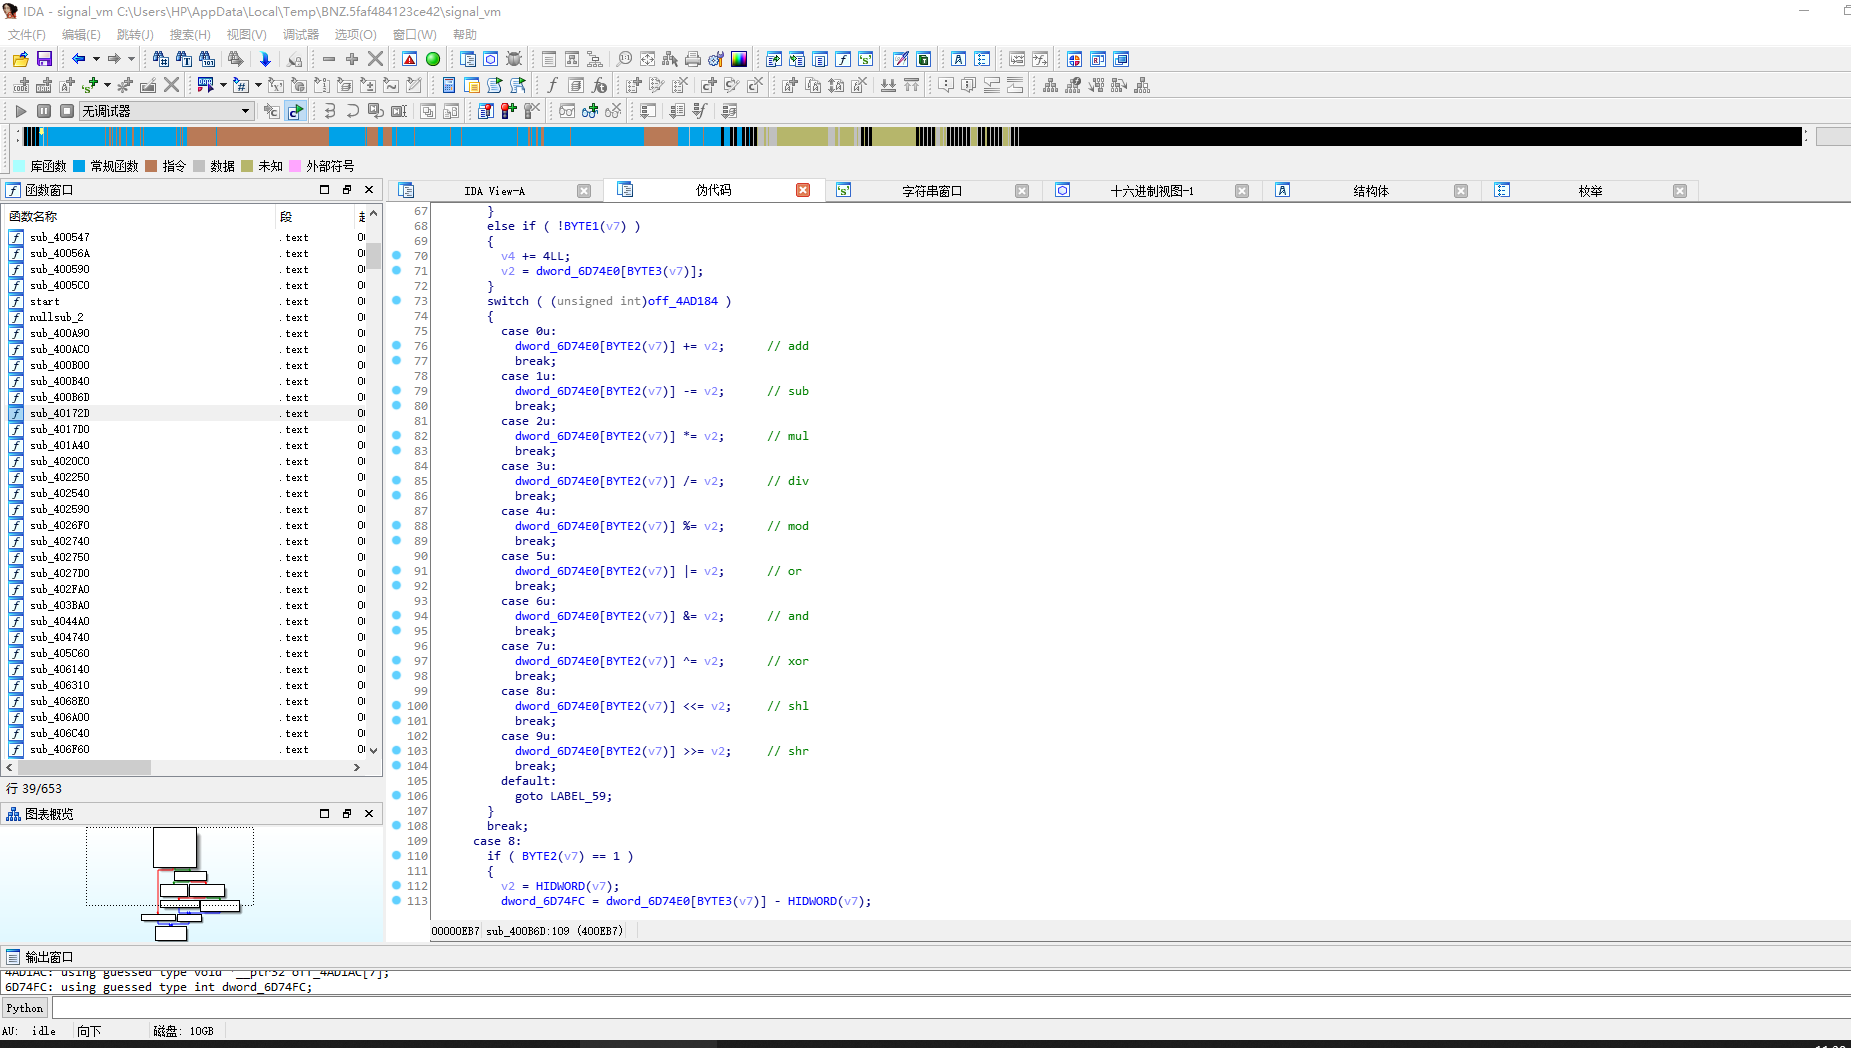 IDA - signal_vm C:\Users\HP\AppData\Local\Temp\BNZ.5faf484123ce42\signal_vm
文件(F) 编辑(E) 跳转(J) 搜索(H) 视图(V) 调试器 选项(O) 窗口(W) 帮助
无调试器
库函数 常规函数 指令 数据 未知 外部符号
函数窗口
函数名称 段
sub_400547 .text
sub_40056A .text
sub_400590 .text
sub_4005C0 .text
start .text
nullsub_2 .text
sub_400A90 .text
sub_400AC0 .text
sub_400B00 .text
sub_400B40 .text
sub_400B6D .text
sub_40172D .text
sub_4017D0 .text
sub_401A40 .text
sub_4020C0 .text
sub_402250 .text
sub_402540 .text
sub_402590 .text
sub_4026F0 .text
sub_402740 .text
sub_402750 .text
sub_4027D0 .text
sub_402FA0 .text
sub_403BA0 .text
sub_4044A0 .text
sub_404740 .text
sub_405C60 .text
sub_406140 .text
sub_406310 .text
sub_4068E0 .text
sub_406A00 .text
sub_406C40 .text
sub_406F60 .text
行 39/653
图表概览
IDA View-A 伪代码 字符串窗口 十六进制视图-1 结构体 枚举
67 }
68 else if ( !BYTE1(v7) )
69 {
70 v4 += 4LL;
71 v2 = dword_6D74E0[BYTE3(v7)];
72 }
73 switch ( (unsigned int)off_4AD184 )
74 {
75 case 0u:
76 dword_6D74E0[BYTE2(v7)] += v2; // add
77 break;
78 case 1u:
79 dword_6D74E0[BYTE2(v7)] -= v2; // sub
80 break;
81 case 2u:
82 dword_6D74E0[BYTE2(v7)] *= v2; // mul
83 break;
84 case 3u:
85 dword_6D74E0[BYTE2(v7)] /= v2; // div
86 break;
87 case 4u:
88 dword_6D74E0[BYTE2(v7)] %= v2; // mod
89 break;
90 case 5u:
91 dword_6D74E0[BYTE2(v7)] |= v2; // or
92 break;
93 case 6u:
94 dword_6D74E0[BYTE2(v7)] &= v2; // and
95 break;
96 case 7u:
97 dword_6D74E0[BYTE2(v7)] ^= v2; // xor
98 break;
99 case 8u:
100 dword_6D74E0[BYTE2(v7)] <<= v2; // shl
101 break;
102 case 9u:
103 dword_6D74E0[BYTE2(v7)] >>= v2; // shr
104 break;
105 default:
106 goto LABEL_59;
107 }
108 break;
109 case 8:
110 if ( BYTE2(v7) == 1 )
111 {
112 v2 = HIDWORD(v7);
113 dword_6D74FC = dword_6D74E0[BYTE3(v7)] - HIDWORD(v7);
00000EB7 sub_400B6D:109 (400EB7)
输出窗口
4AD1AC: using guessed type void *__ptr32 off_4AD1AC[7];
6D74FC: using guessed type int dword_6D74FC;
Python
AU: idle 向下 磁盘: 10GB